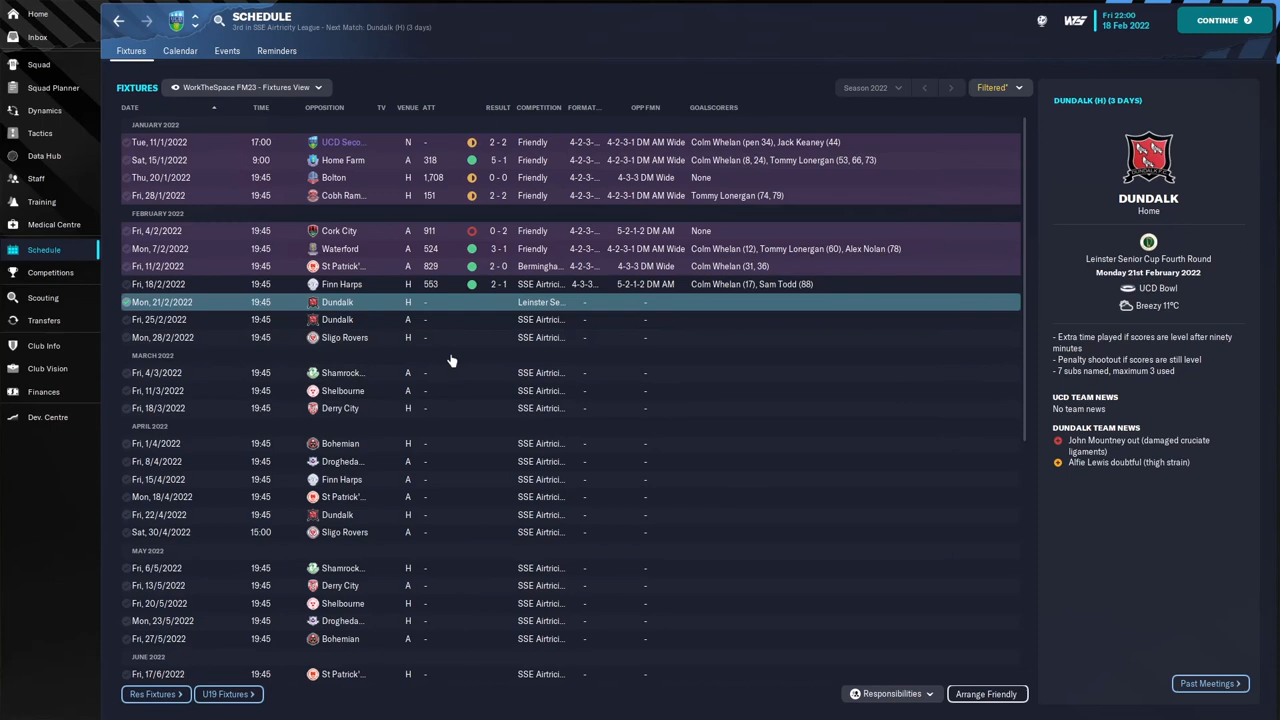 Home
Inbox
Squad
Squad Planner
Dynamics
Tactics
Data Hub
Staff
Training
Medical Centre
Schedule
Competitions
Scouting
Transfers
Club Info
Club Vision
Finances
Dev. Centre
SCHEDULE
3rd in SSE Airtricity League - Next Match: Dundalk (H) (3 days)
Fri 22:00
18 Feb 2022
CONTINUE
Fixtures Calendar Events Reminders
FIXTURES WorkTheSpace FM23 - Fixtures View Season 2022 Filtered*
DATE TIME OPPOSITION TV VENUE ATT RESULT COMPETITION FORMAT... OPP FMN GOALSCORERS
JANUARY 2022
Tue, 11/1/2022 17:00 UCD Seco... N - 2 - 2 Friendly 4-2-3-... 4-2-3-1 DM AM Wide Colm Whelan (pen 34), Jack Keaney (44)
Sat, 15/1/2022 9:00 Home Farm A 318 5 - 1 Friendly 4-2-3-... 4-2-3-1 DM AM Wide Colm Whelan (8, 24), Tommy Lonergan (53, 66, 73)
Thu, 20/1/2022 19:45 Bolton H 1,708 0 - 0 Friendly 4-2-3-... 4-3-3 DM Wide None
Fri, 28/1/2022 19:45 Cobh Ram... H 151 2 - 2 Friendly 4-2-3-... 4-2-3-1 DM AM Wide Tommy Lonergan (74, 79)
FEBRUARY 2022
Fri, 4/2/2022 19:45 Cork City A 911 0 - 2 Friendly 4-2-3-... 5-2-1-2 DM AM None
Mon, 7/2/2022 19:45 Waterford A 524 3 - 1 Friendly 4-2-3-... 4-2-3-1 DM AM Wide Colm Whelan (12), Tommy Lonergan (60), Alex Nolan (78)
Fri, 11/2/2022 19:45 St Patrick'... A 829 2 - 0 Bermingha... 4-2-3-... 4-3-3 DM Wide Colm Whelan (31, 36)
Fri, 18/2/2022 19:45 Finn Harps H 553 2 - 1 SSE Airtrici... 4-3-3... 5-2-1-2 DM AM Colm Whelan (17), Sam Todd (88)
Mon, 21/2/2022 19:45 Dundalk H - Leinster Se... - -
Fri, 25/2/2022 19:45 Dundalk A - SSE Airtrici... - -
Mon, 28/2/2022 19:45 Sligo Rovers H - SSE Airtrici... - -
MARCH 2022
Fri, 4/3/2022 19:45 Shamrock... A - SSE Airtrici... - -
Fri, 11/3/2022 19:45 Shelbourne A - SSE Airtrici... - -
Fri, 18/3/2022 19:45 Derry City H - SSE Airtrici... - -
APRIL 2022
Fri, 1/4/2022 19:45 Bohemian H - SSE Airtrici... - -
Fri, 8/4/2022 19:45 Drogheda... A - SSE Airtrici... - -
Fri, 15/4/2022 19:45 Finn Harps A - SSE Airtrici... - -
Mon, 18/4/2022 19:45 St Patrick'... A - SSE Airtrici... - -
Fri, 22/4/2022 19:45 Dundalk H - SSE Airtrici... - -
Sat, 30/4/2022 15:00 Sligo Rovers A - SSE Airtrici... - -
MAY 2022
Fri, 6/5/2022 19:45 Shamrock... H - SSE Airtrici... - -
Fri, 13/5/2022 19:45 Derry City A - SSE Airtrici... - -
Fri, 20/5/2022 19:45 Shelbourne H - SSE Airtrici... - -
Mon, 23/5/2022 19:45 Drogheda... H - SSE Airtrici... - -
Fri, 27/5/2022 19:45 Bohemian A - SSE Airtrici... - -
JUNE 2022
Fri, 17/6/2022 19:45 St Patrick'... H - SSE Airtrici... - -
Res Fixtures U19 Fixtures Responsibilities Arrange Friendly
DUNDALK (H) (3 DAYS)
DUNDALK
Home
Leinster Senior Cup Fourth Round
Monday 21st February 2022
UCD Bowl
Breezy 11°C
- Extra time played if scores are level after ninety
minutes
- Penalty shootout if scores are still level
- 7 subs named, maximum 3 used
UCD TEAM NEWS
No team news
DUNDALK TEAM NEWS
John Mountney out (damaged cruciate
ligaments)
Alfie Lewis doubtful (thigh strain)
Past Meetings